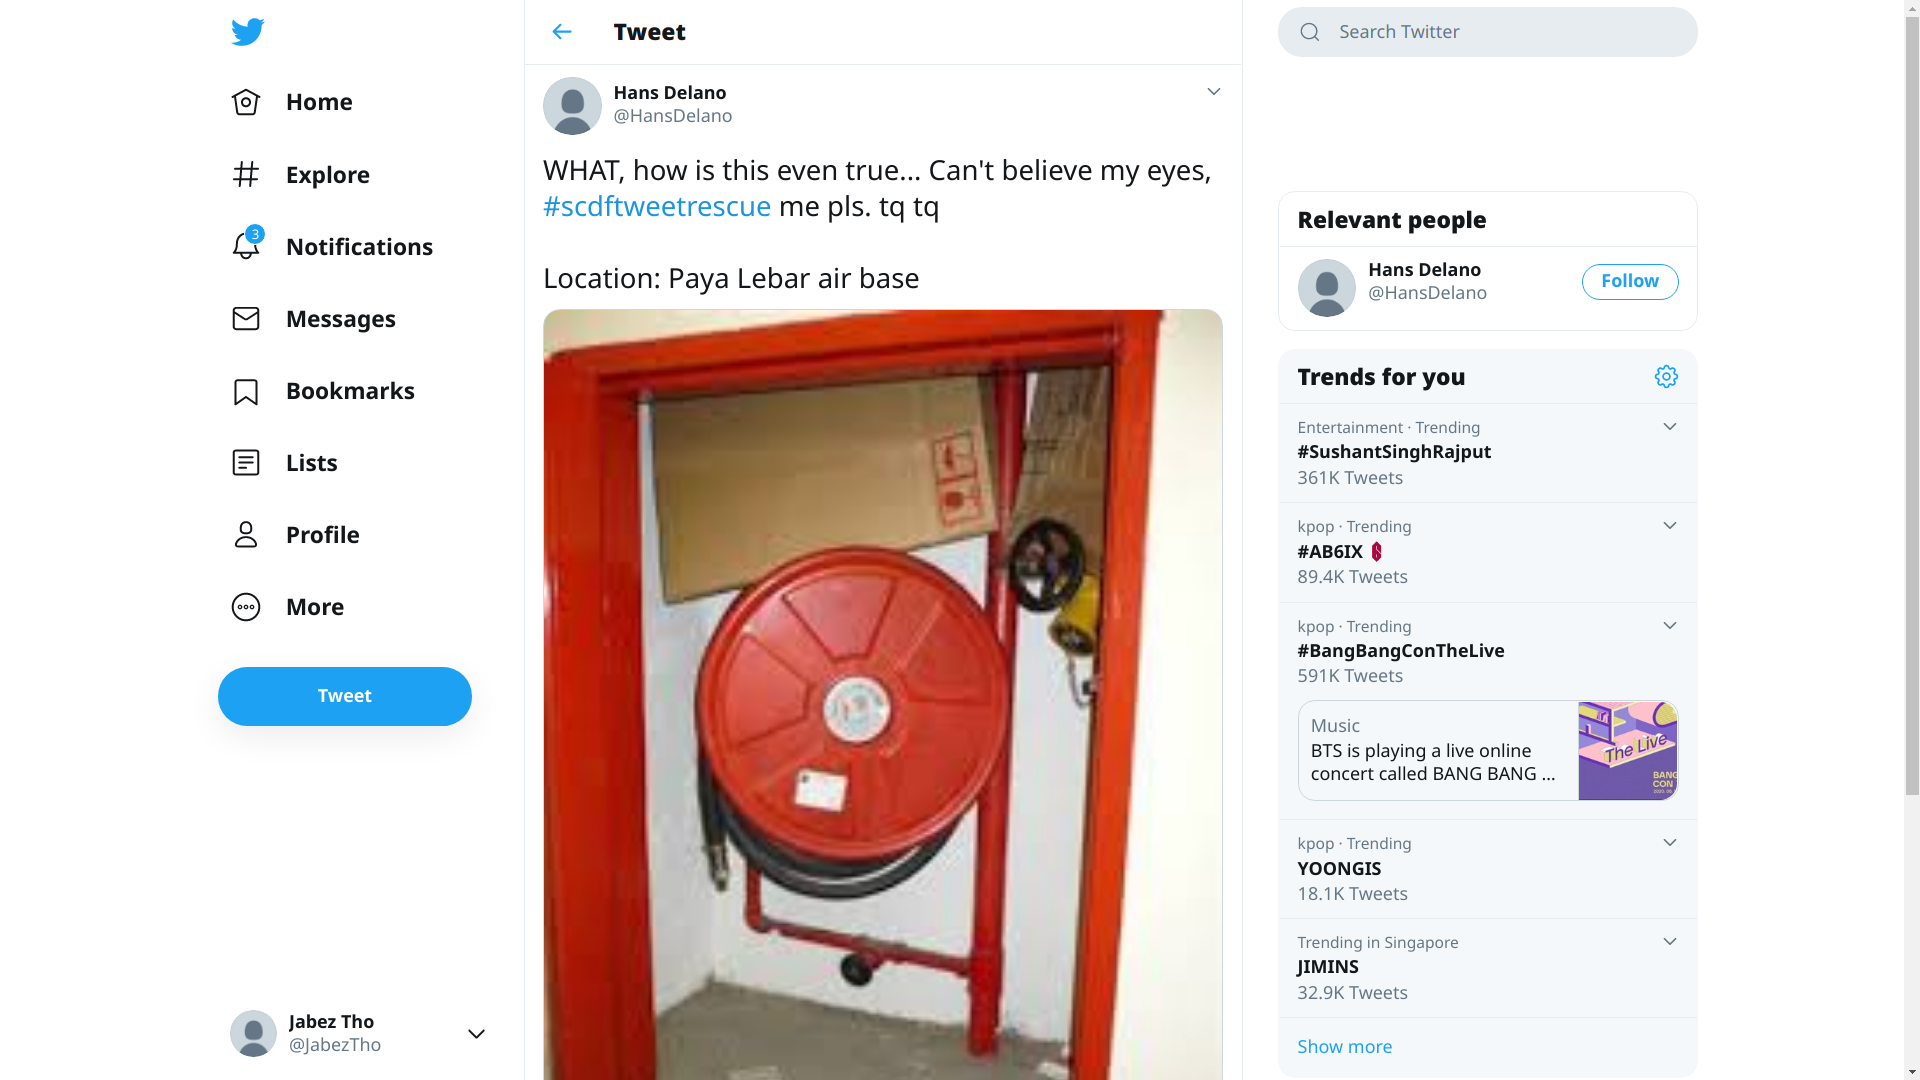 Home
Explore
3
Notifications
Messages
Bookmarks
Lists
Profile
More
Tweet
Jabez Tho
@JabezTho
Tweet
Hans Delano
@HansDelano
WHAT, how is this even true... Can't believe my eyes,
#scdftweetrescue me pls. tq tq
Location: Paya Lebar air base
Search Twitter
Relevant people
Hans Delano
@HansDelano
Follow
Trends for you
Entertainment · Trending
#SushantSinghRajput
361K Tweets
kpop · Trending
#AB6IX
89.4K Tweets
kpop · Trending
#BangBangConTheLive
591K Tweets
Music
BTS is playing a live online
concert called BANG BANG ...
The Live
BANG
CON
kpop · Trending
YOONGIS
18.1K Tweets
Trending in Singapore
JIMINS
32.9K Tweets
Show more